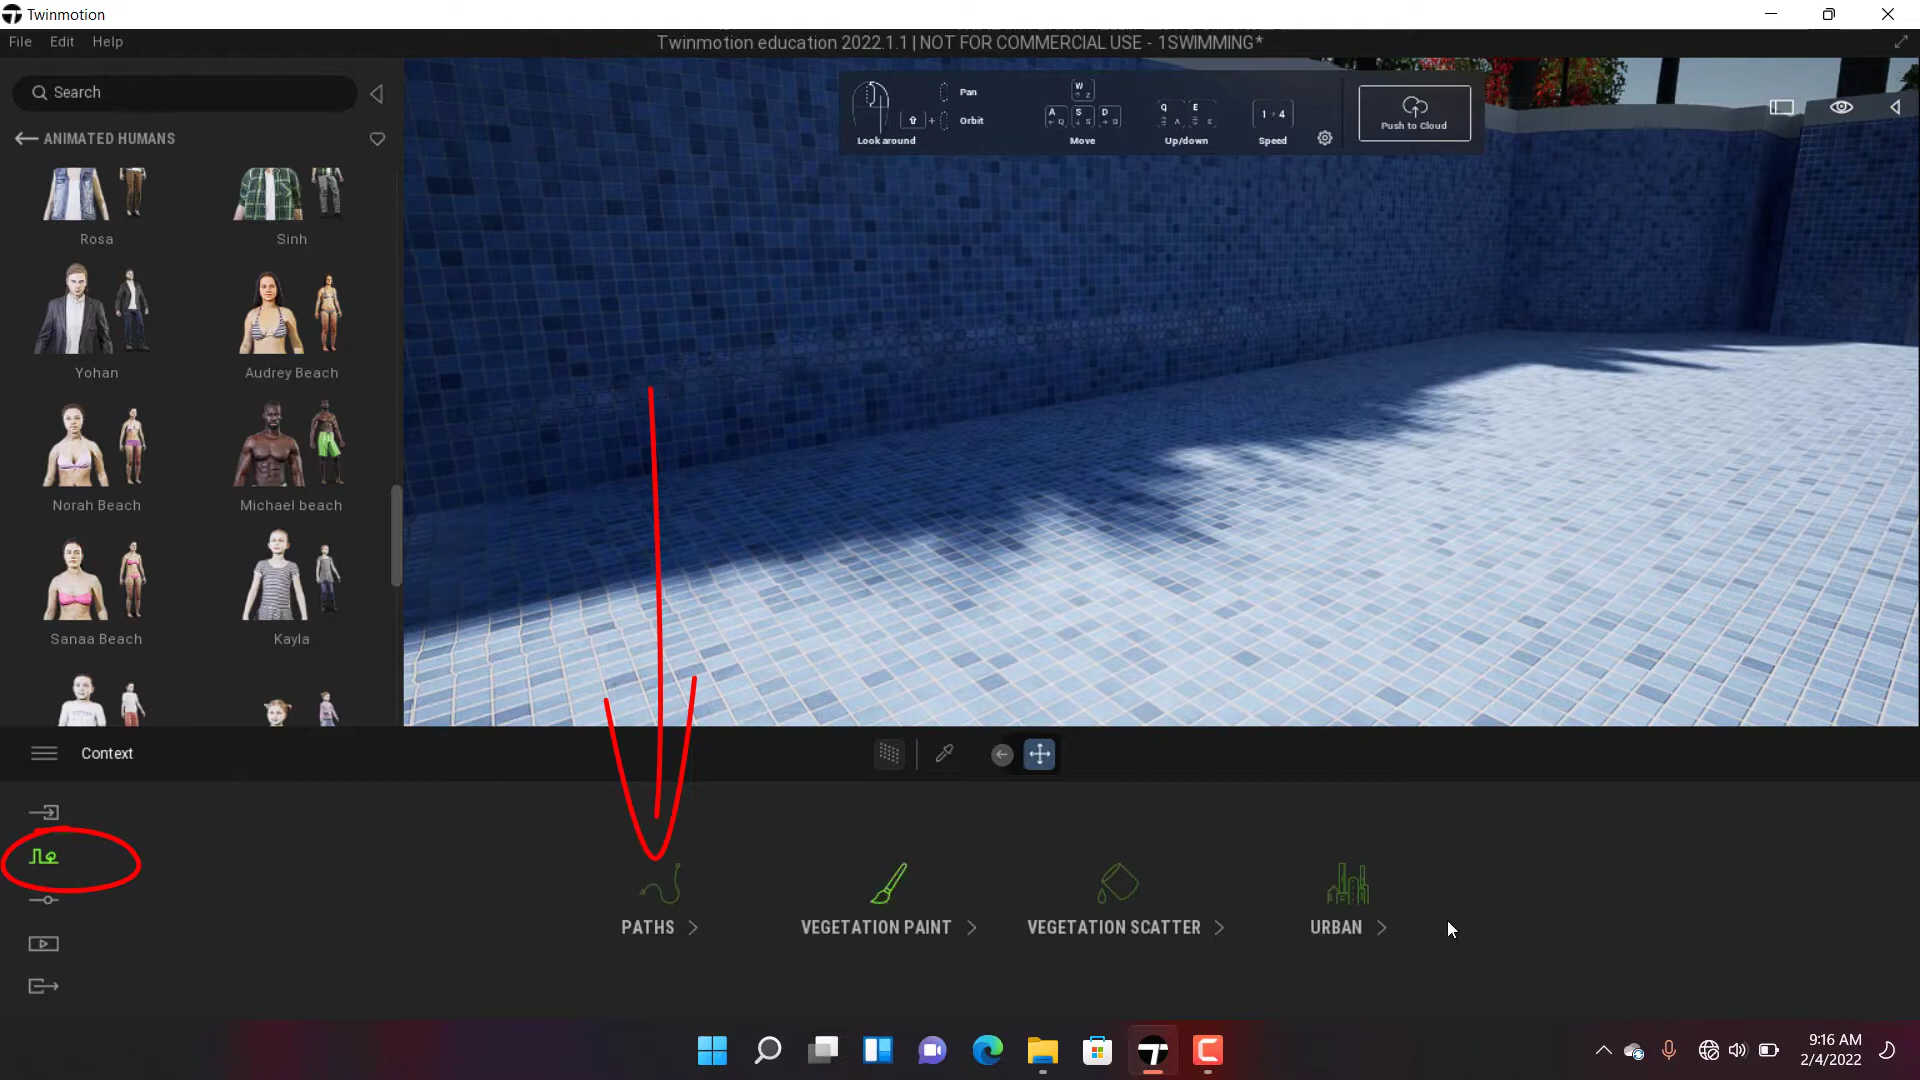 Twinmotion
File Edit Help
Twinmotion education 2022.1.1 | NOT FOR COMMERCIAL USE - 1SWIMMING*
Search
ANIMATED HUMANS
Rosa
Sinh
Yohan
Audrey Beach
Norah Beach
Michael beach
Sanaa Beach
Kayla
Pan
+ Orbit
Look around
W
A S D
Move
Q E
Up/down
1 4
Speed
Push to Cloud
Context
PATHS
VEGETATION PAINT
VEGETATION SCATTER
URBAN
9:16 AM
2/4/2022